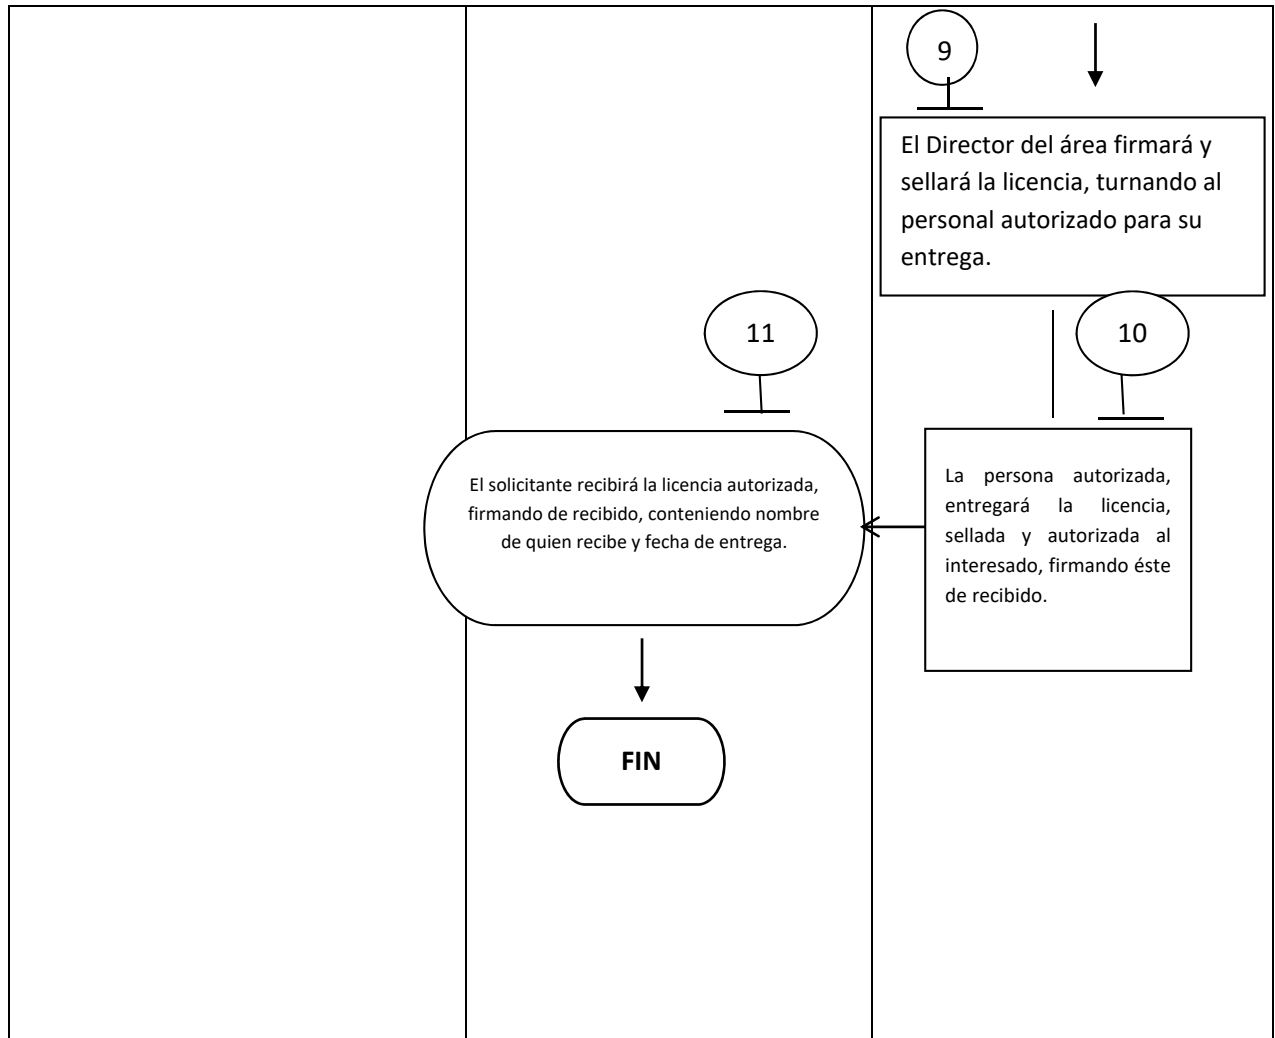 9
El Director del área firmará y
sellará la licencia, turnando al
personal autorizado para su
entrega.
10
La persona autorizada,
entregará la licencia,
sellada y autorizada al
interesado, firmando éste
de recibido.
11
El solicitante recibirá la licencia autorizada,
firmando de recibido, conteniendo nombre
de quien recibe y fecha de entrega.
FIN